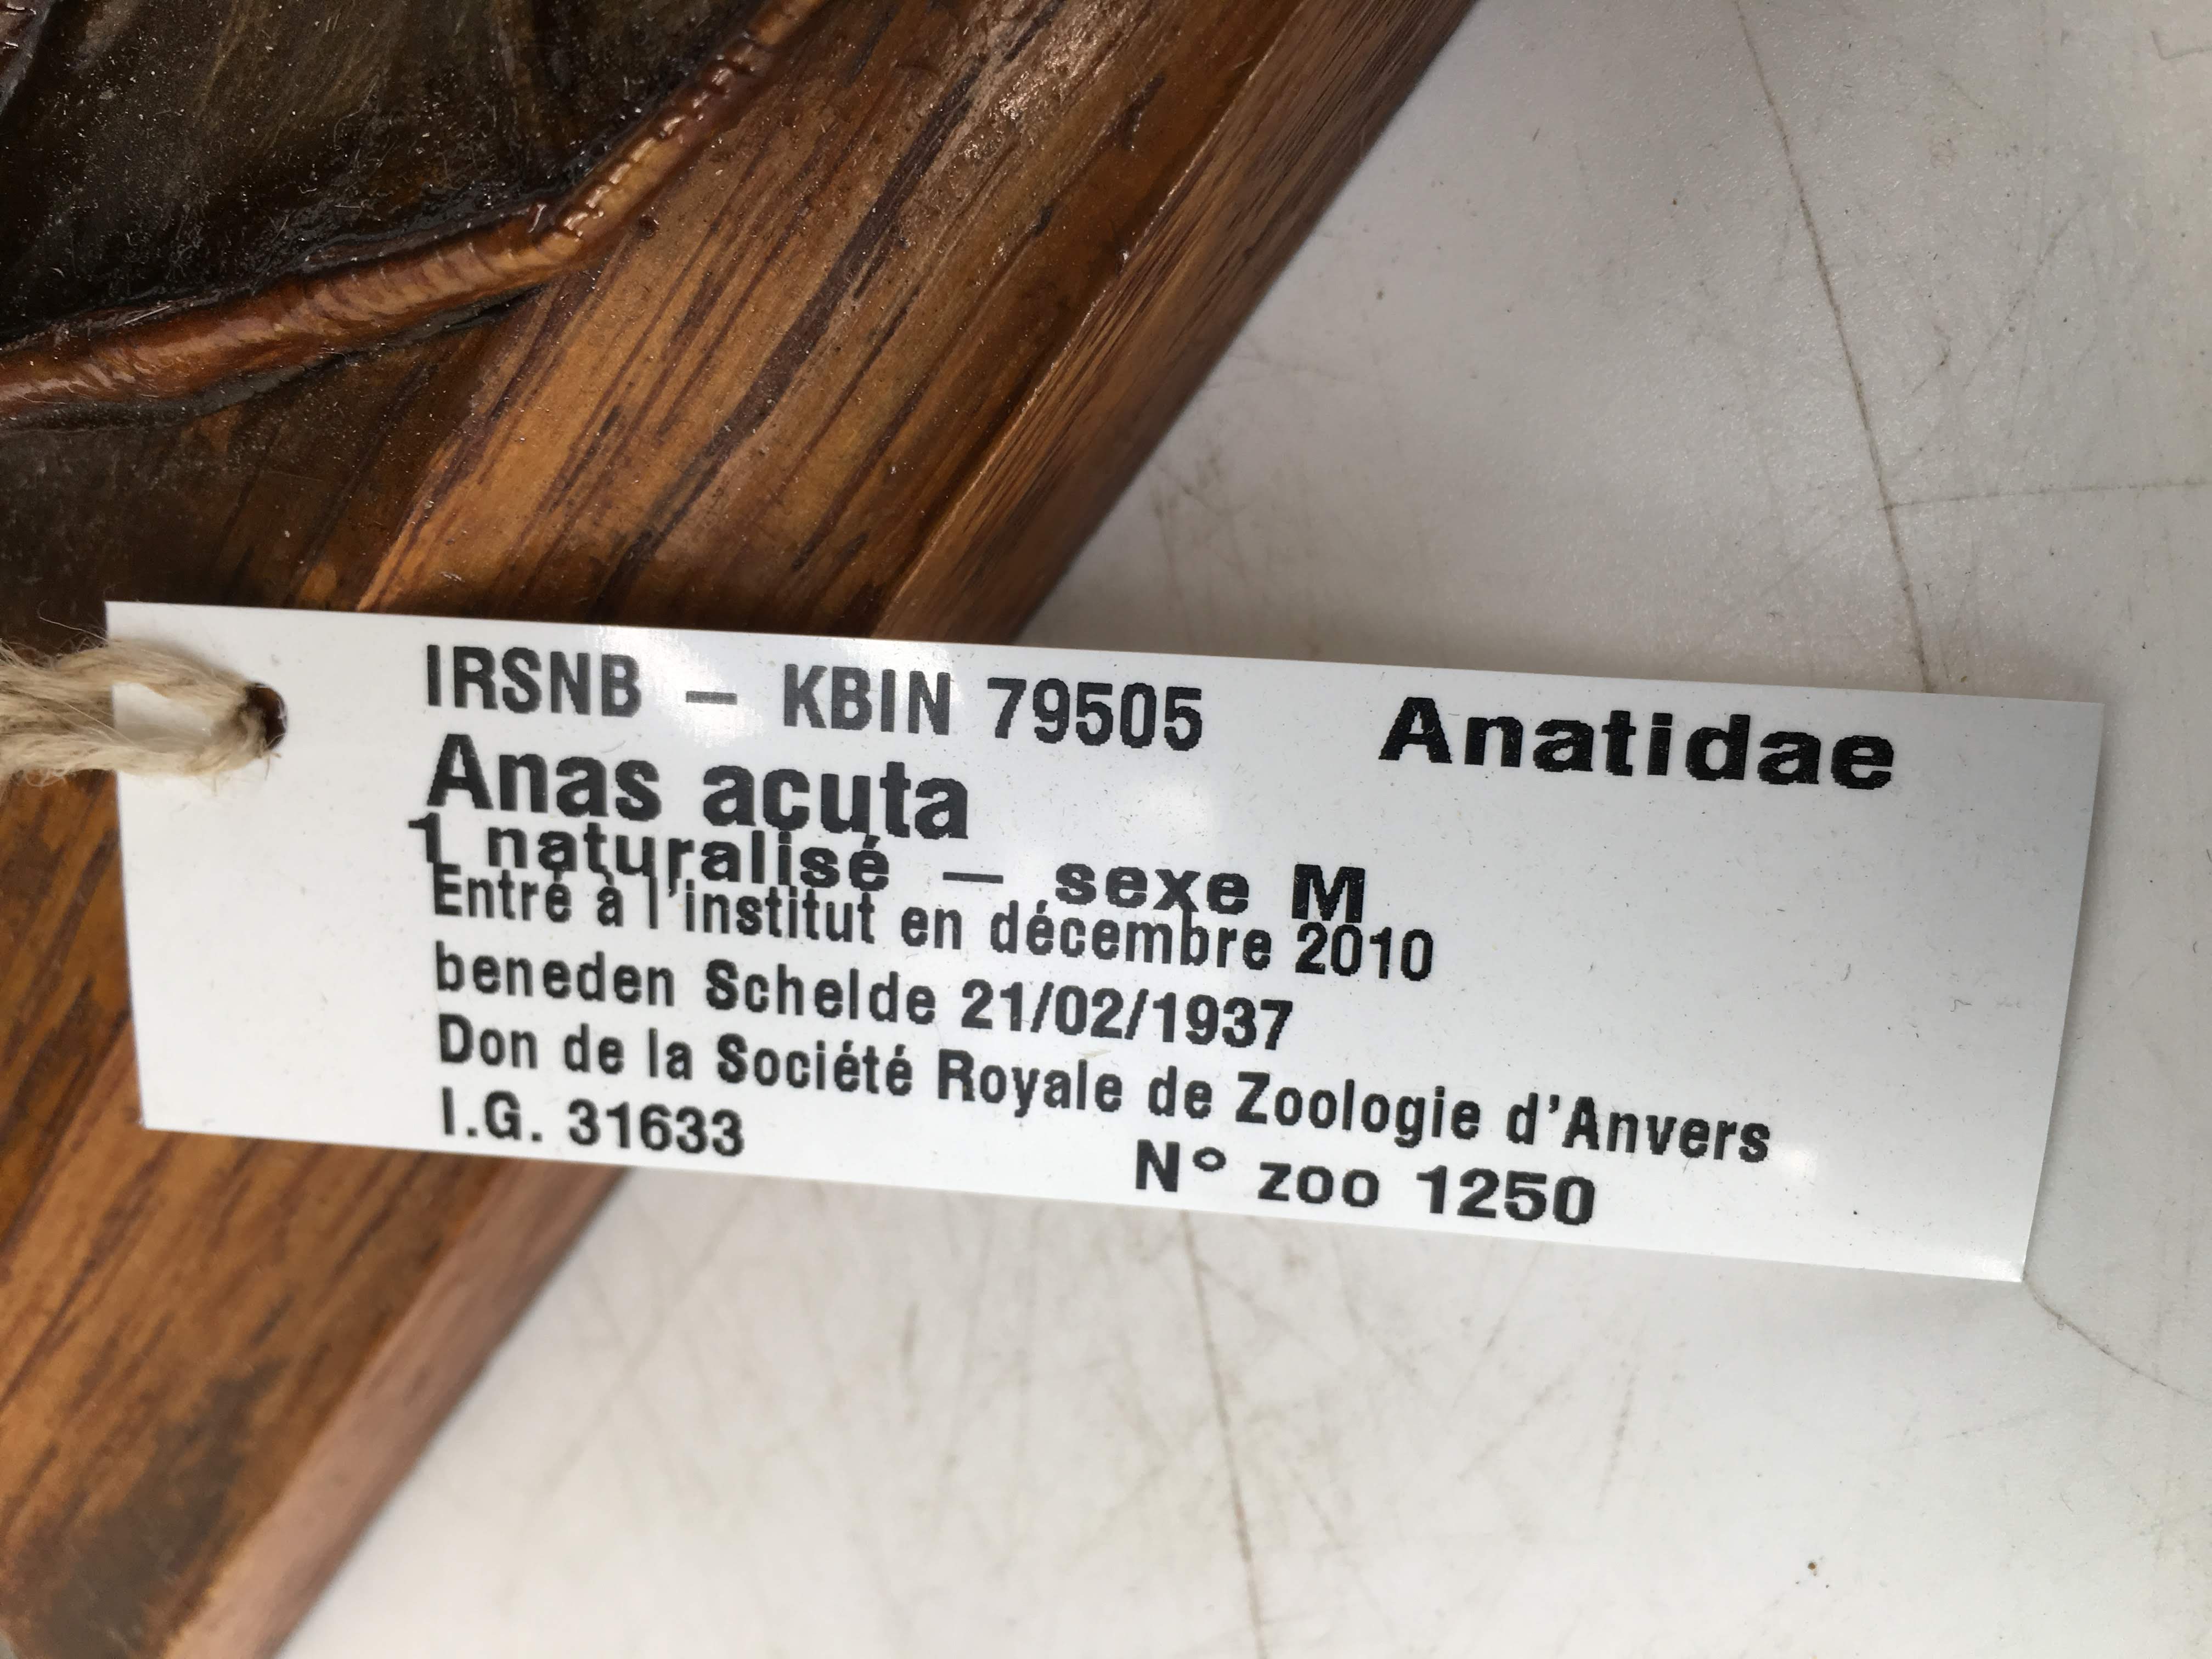 IRSNB – KBIN 79505 Anatidae
Anas acuta
1 naturalisé – sexe M
Entré à l'institut en décembre 2010
beneden Schelde 21/02/1937
Don de la Société Royale de Zoologie d'Anvers
I.G. 31633 N° zoo 1250